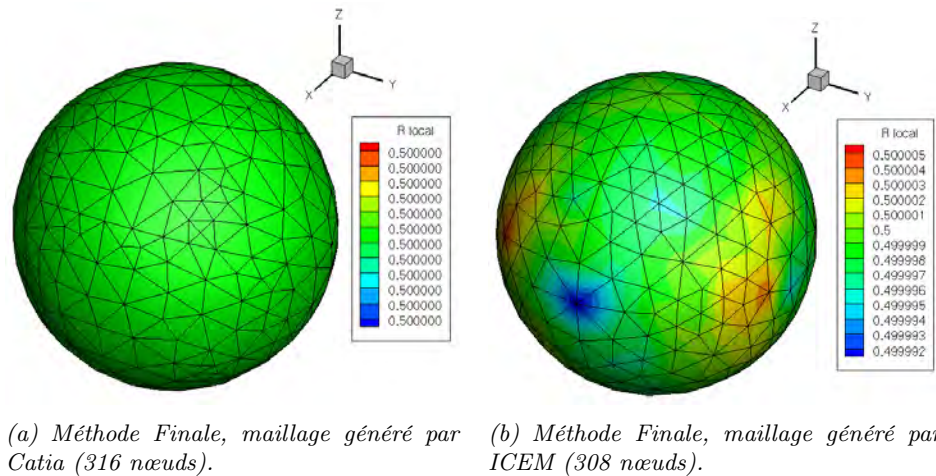 Z
X
Y
R local
0.500000
0.500000
0.500000
0.500000
0.500000
0.500000
0.500000
0.500000
0.500000
0.500000
0.500000
Z
X
Y
R local
0.500005
0.500004
0.500003
0.500002
0.500001
0.5
0.499999
0.499998
0.499997
0.499996
0.499995
0.499994
0.499993
0.499992
(a) Méthode Finale, maillage généré par
Catia (316 nœuds).
(b) Méthode Finale, maillage généré par
ICEM (308 nœuds).